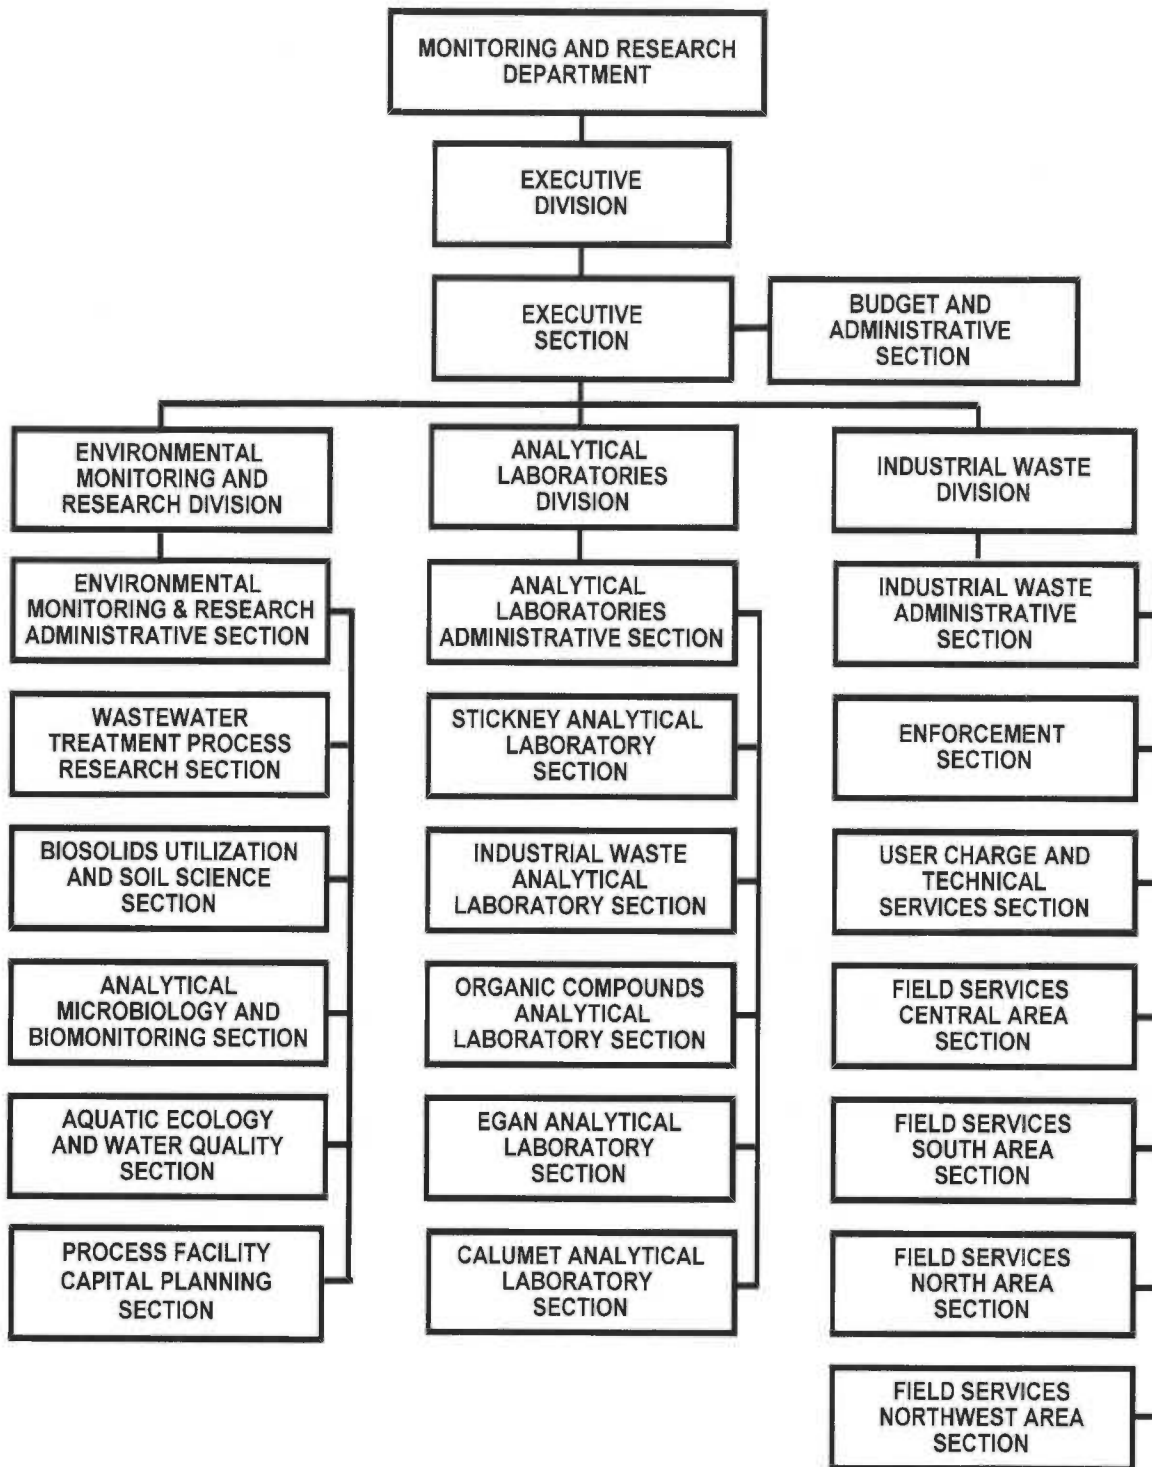 MONITORING AND RESEARCH
DEPARTMENT
EXECUTIVE
DIVISION
EXECUTIVE
SECTION
BUDGET AND
ADMINISTRATIVE
SECTION
ENVIRONMENTAL
MONITORING AND
RESEARCH DIVISION
ENVIRONMENTAL
MONITORING & RESEARCH
ADMINISTRATIVE SECTION
WASTEWATER
TREATMENT PROCESS
RESEARCH SECTION
BIOSOLIDS UTILIZATION
AND SOIL SCIENCE
SECTION
ANALYTICAL
MICROBIOLOGY AND
BIOMONITORING SECTION
AQUATIC ECOLOGY
AND WATER QUALITY
SECTION
PROCESS FACILITY
CAPITAL PLANNING
SECTION
ANALYTICAL
LABORATORIES
DIVISION
ANALYTICAL
LABORATORIES
ADMINISTRATIVE SECTION
STICKNEY ANALYTICAL
LABORATORY
SECTION
INDUSTRIAL WASTE
ANALYTICAL
LABORATORY SECTION
ORGANIC COMPOUNDS
ANALYTICAL
LABORATORY SECTION
EGAN ANALYTICAL
LABORATORY
SECTION
CALUMET ANALYTICAL
LABORATORY
SECTION
INDUSTRIAL WASTE
DIVISION
INDUSTRIAL WASTE
ADMINISTRATIVE
SECTION
ENFORCEMENT
SECTION
USER CHARGE AND
TECHNICAL
SERVICES SECTION
FIELD SERVICES
CENTRAL AREA
SECTION
FIELD SERVICES
SOUTH AREA
SECTION
FIELD SERVICES
NORTH AREA
SECTION
FIELD SERVICES
NORTHWEST AREA
SECTION